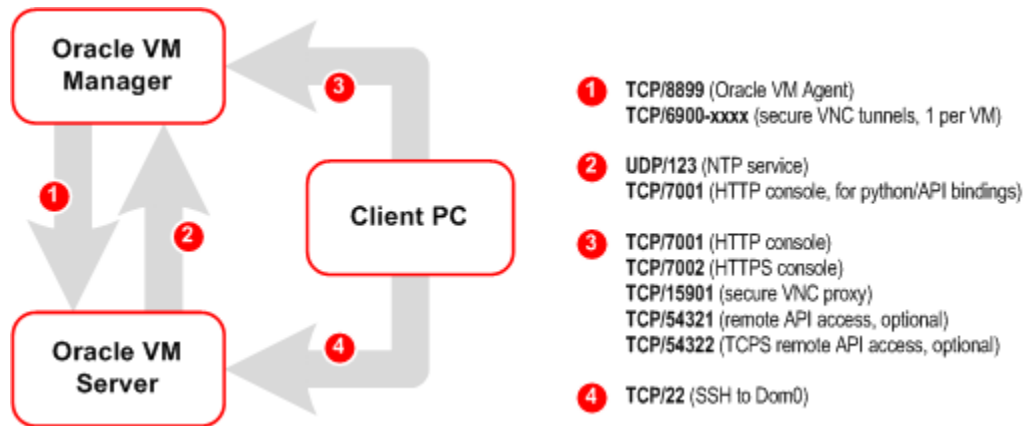 Oracle VM
Manager
3
1
2
Client PC
Oracle VM
Server
4
1 TCP/8899 (Oracle VM Agent)
TCP/6900-xxxx (secure VNC tunnels, 1 per VM)
2 UDP/123 (NTP service)
TCP/7001 (HTTP console, for python/API bindings)
3 TCP/7001 (HTTP console)
TCP/7002 (HTTPS console)
TCP/15901 (secure VNC proxy)
TCP/54321 (remote API access, optional)
TCP/54322 (TCPS remote API access, optional)
4 TCP/22 (SSH to Dom0)